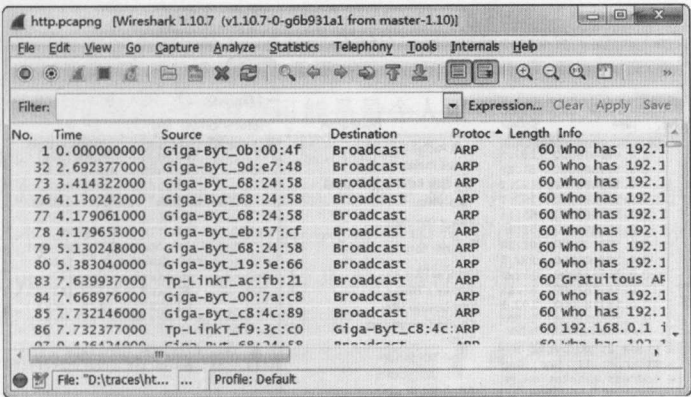 http.pcapng [Wireshark 1.10.7 (v1.10.7-0-g6b931a1 from master-1.10)]
File Edit View Go Capture Analyze Statistics Telephony Tools Internals Help
Filter: Expression... Clear Apply Save
No. Time Source Destination Protoc Length Info
1 0.000000000 Giga-Byt_0b:00:4f Broadcast ARP 60 Who has 192.1
32 2.692377000 Giga-Byt_9d:e7:48 Broadcast ARP 60 Who has 192.1
73 3.414322000 Giga-Byt_68:24:58 Broadcast ARP 60 Who has 192.1
76 4.130242000 Giga-Byt_68:24:58 Broadcast ARP 60 Who has 192.1
77 4.179061000 Giga-Byt_68:24:58 Broadcast ARP 60 Who has 192.1
78 4.179653000 Giga-Byt_eb:57:cf Broadcast ARP 60 Who has 192.1
79 5.130248000 Giga-Byt_68:24:58 Broadcast ARP 60 Who has 192.1
80 5.383040000 Giga-Byt_19:5e:66 Broadcast ARP 60 Who has 192.1
83 7.639937000 Tp-LinkT_ac:fb:21 Broadcast ARP 60 Gratuitous AR
84 7.668976000 Giga-Byt_00:7a:c8 Broadcast ARP 60 Who has 192.1
85 7.732146000 Giga-Byt_c8:4c:89 Broadcast ARP 60 Who has 192.1
86 7.732377000 Tp-LinkT_f9:3c:c0 Giga-Byt_c8:4c: ARP 60 192.168.0.1 i
File: "D:\traces\ht... ... Profile: Default